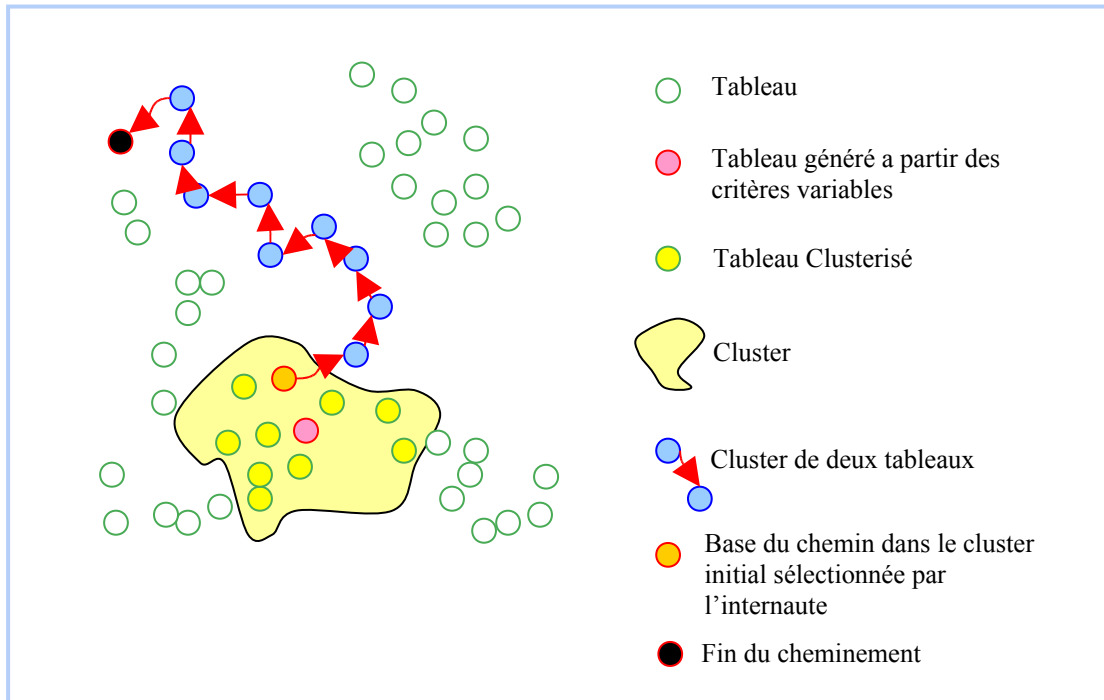 Tableau
Tableau généré a partir des
critères variables
Tableau Clusterisé
Cluster
Cluster de deux tableaux
Base du chemin dans le cluster
initial sélectionnée par
l’internaute
Fin du cheminement